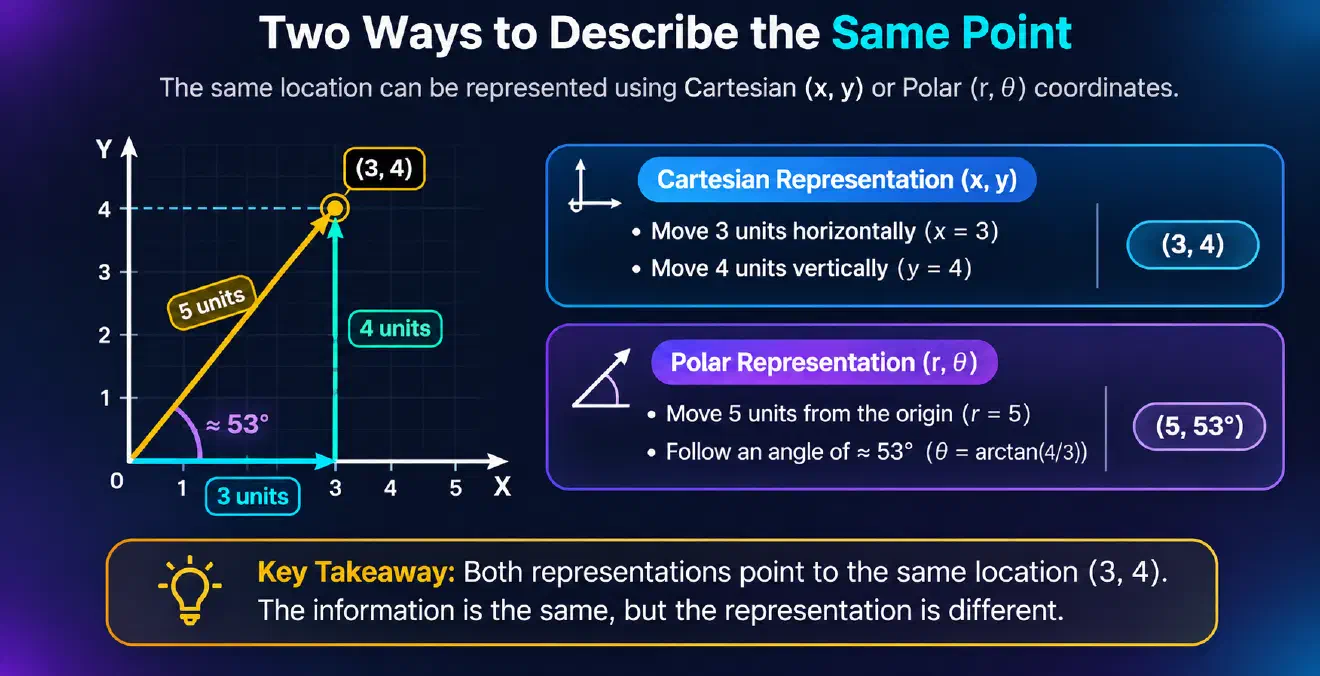 Two Ways to Describe the Same Point
The same location can be represented using Cartesian (x, y) or Polar (r, θ) coordinates.
Y
(3, 4)
4
3
2
1
5 units
4 units
≈ 53°
0
1
3 units
3
4
5
X
Cartesian Representation (x, y)
• Move 3 units horizontally (x = 3)
• Move 4 units vertically (y = 4)
(3, 4)
Polar Representation (r, θ)
• Move 5 units from the origin (r = 5)
• Follow an angle of ≈ 53° (θ = arctan(4/3))
(5, 53°)
Key Takeaway: Both representations point to the same location (3, 4).
The information is the same, but the representation is different.